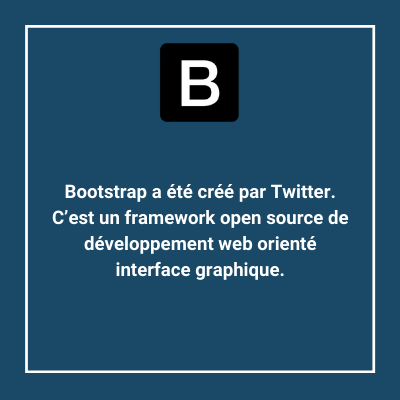 B
Bootstrap a été créé par Twitter.
C’est un framework open source de
développement web orienté
interface graphique.